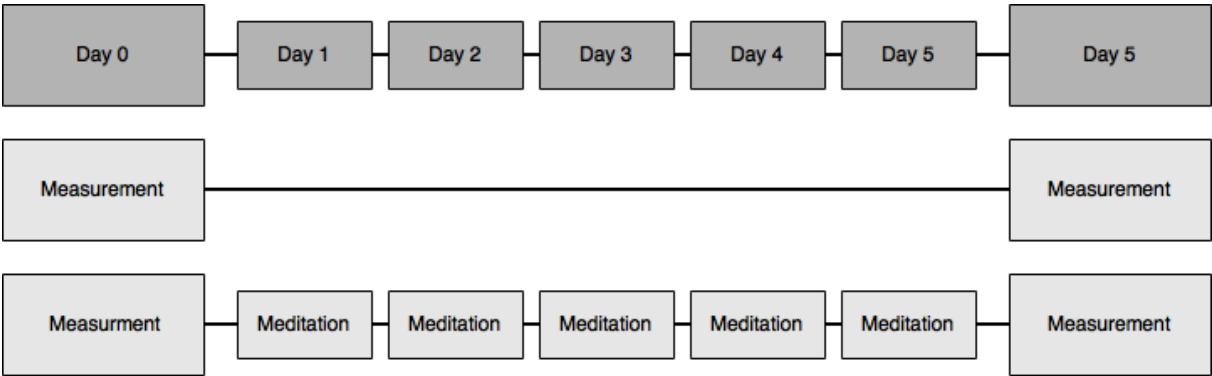 Day 0
Day 1
Day 2
Day 3
Day 4
Day 5
Day 5
Measurement
Measurement
Measurment
Meditation
Meditation
Meditation
Meditation
Meditation
Measurement